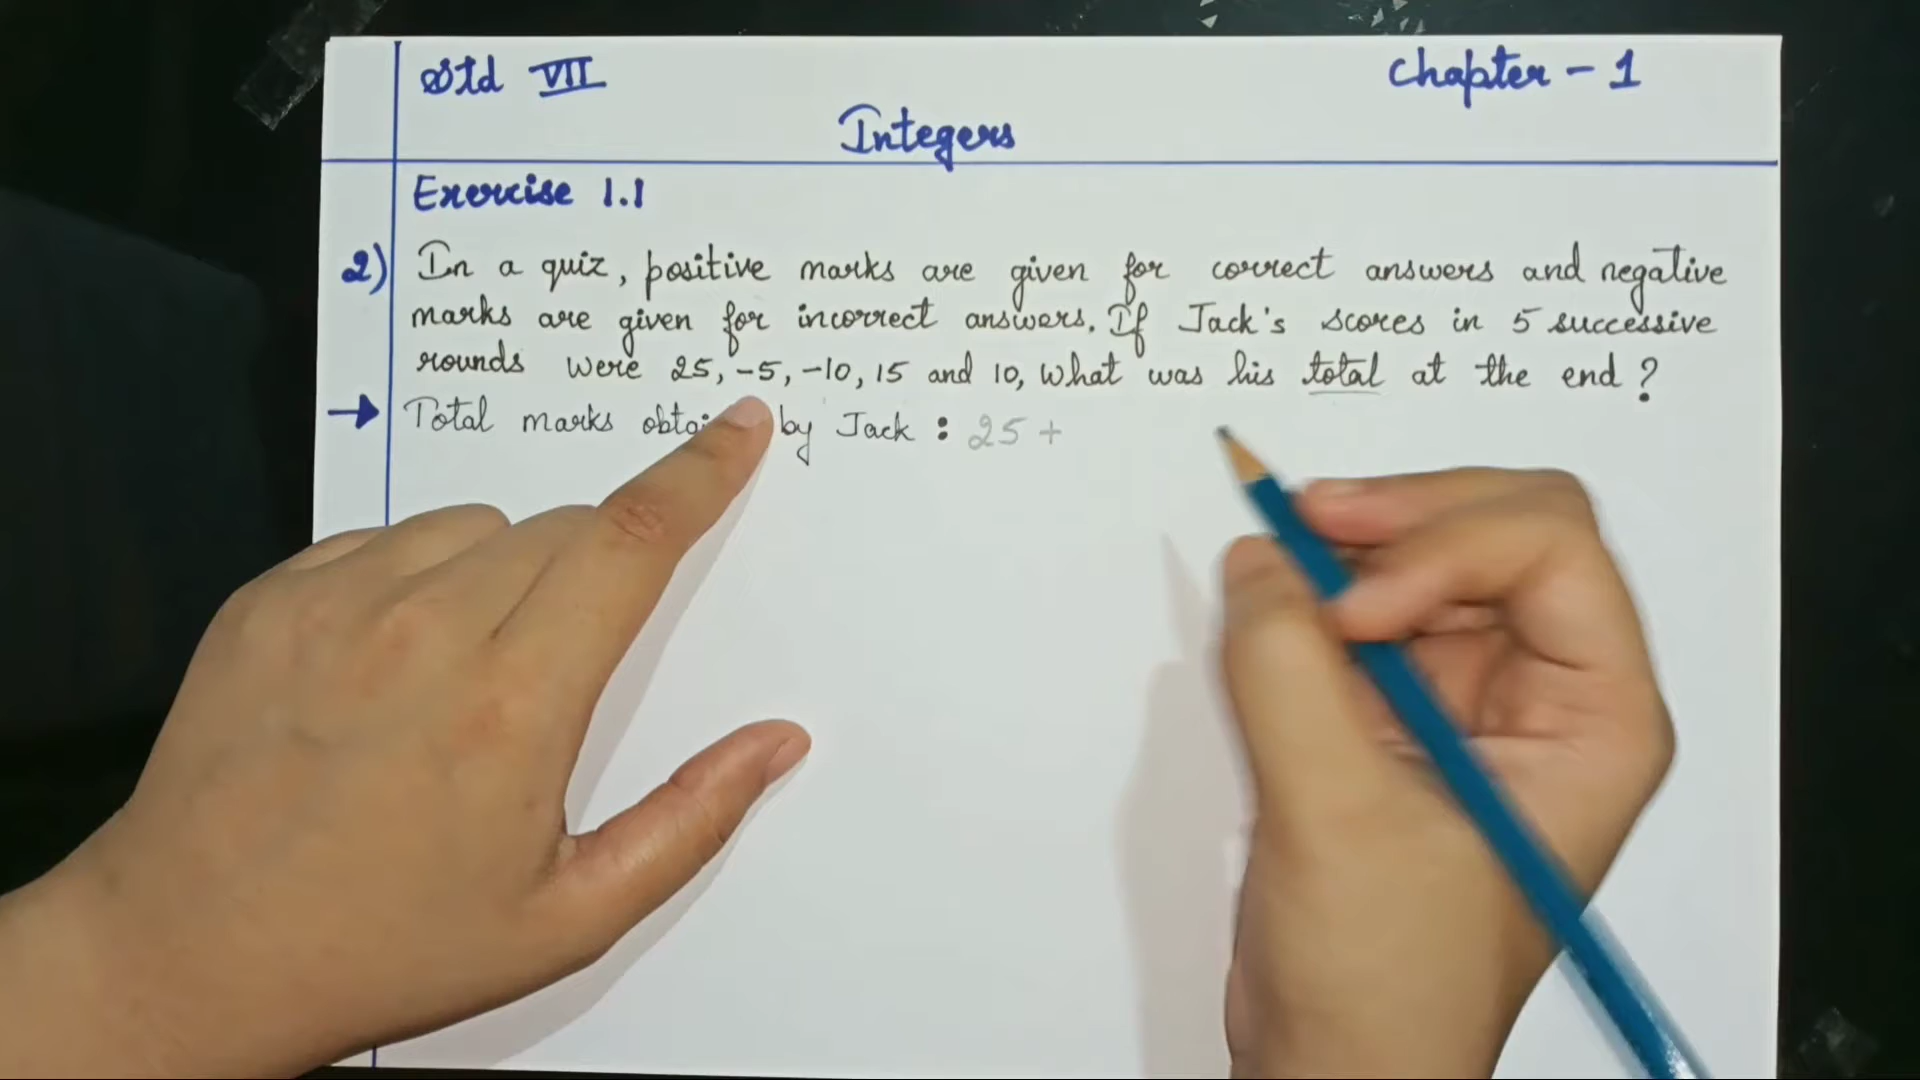 Std VII
Chapter - 1
Integers
Exercise 1.1
2) In a quiz, positive marks are given for correct answers and negative
marks are given for incorrect answers. If Jack's scores in 5 successive
rounds were 25, -5, -10, 15 and 10, what was his total at the end?
→ Total marks by Jack : 25 +